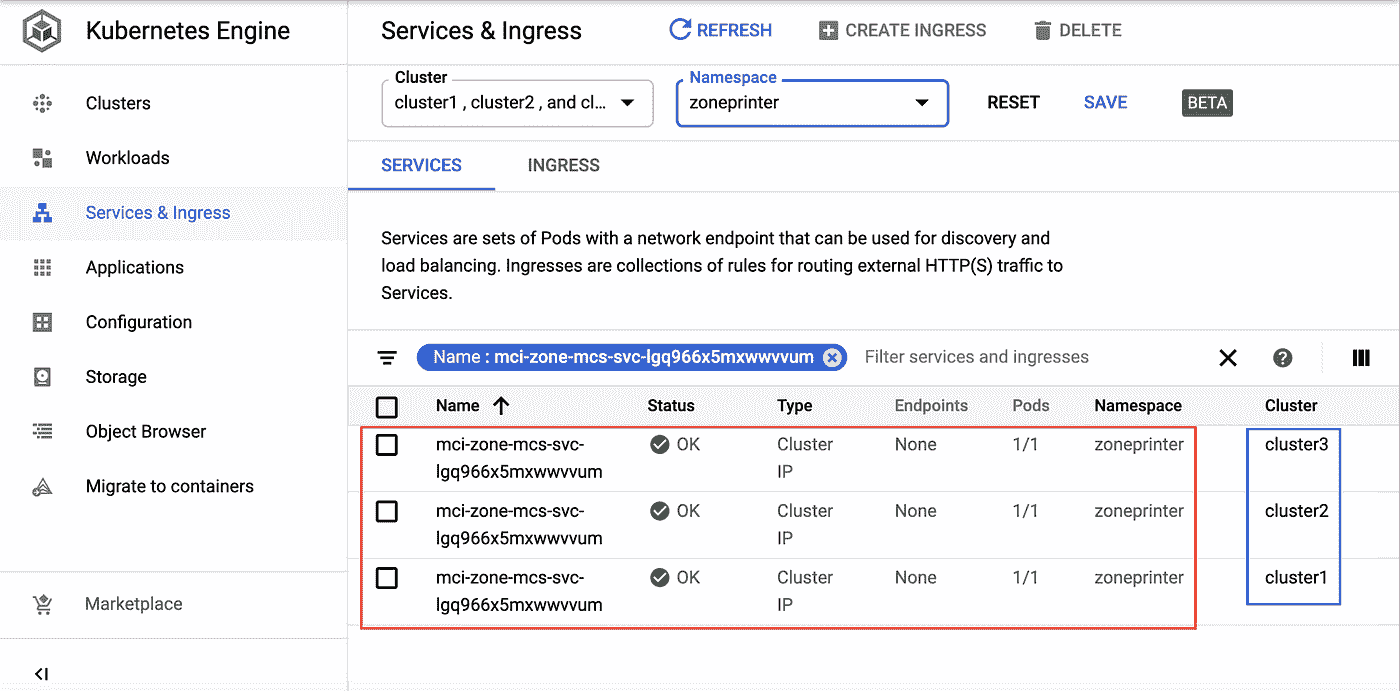 Kubernetes Engine
Services & Ingress
REFRESH
CREATE INGRESS
DELETE
Clusters
Workloads
Services & Ingress
Applications
Configuration
Storage
Object Browser
Migrate to containers
Marketplace
Cluster
cluster1 , cluster2 , and cl...
Namespace
zoneprinter
RESET
SAVE
BETA
SERVICES
INGRESS
Services are sets of Pods with a network endpoint that can be used for discovery and
load balancing. Ingresses are collections of rules for routing external HTTP(S) traffic to
Services.
Name : mci-zone-mcs-svc-lgq966x5mxwwvvum
Filter services and ingresses
Name Status Type Endpoints Pods Namespace Cluster
mci-zone-mcs-svc- OK Cluster None 1/1 zoneprinter cluster3
lgq966x5mxwwvvum IP
mci-zone-mcs-svc- OK Cluster None 1/1 zoneprinter cluster2
lgq966x5mxwwvvum IP
mci-zone-mcs-svc- OK Cluster None 1/1 zoneprinter cluster1
lgq966x5mxwwvvum IP